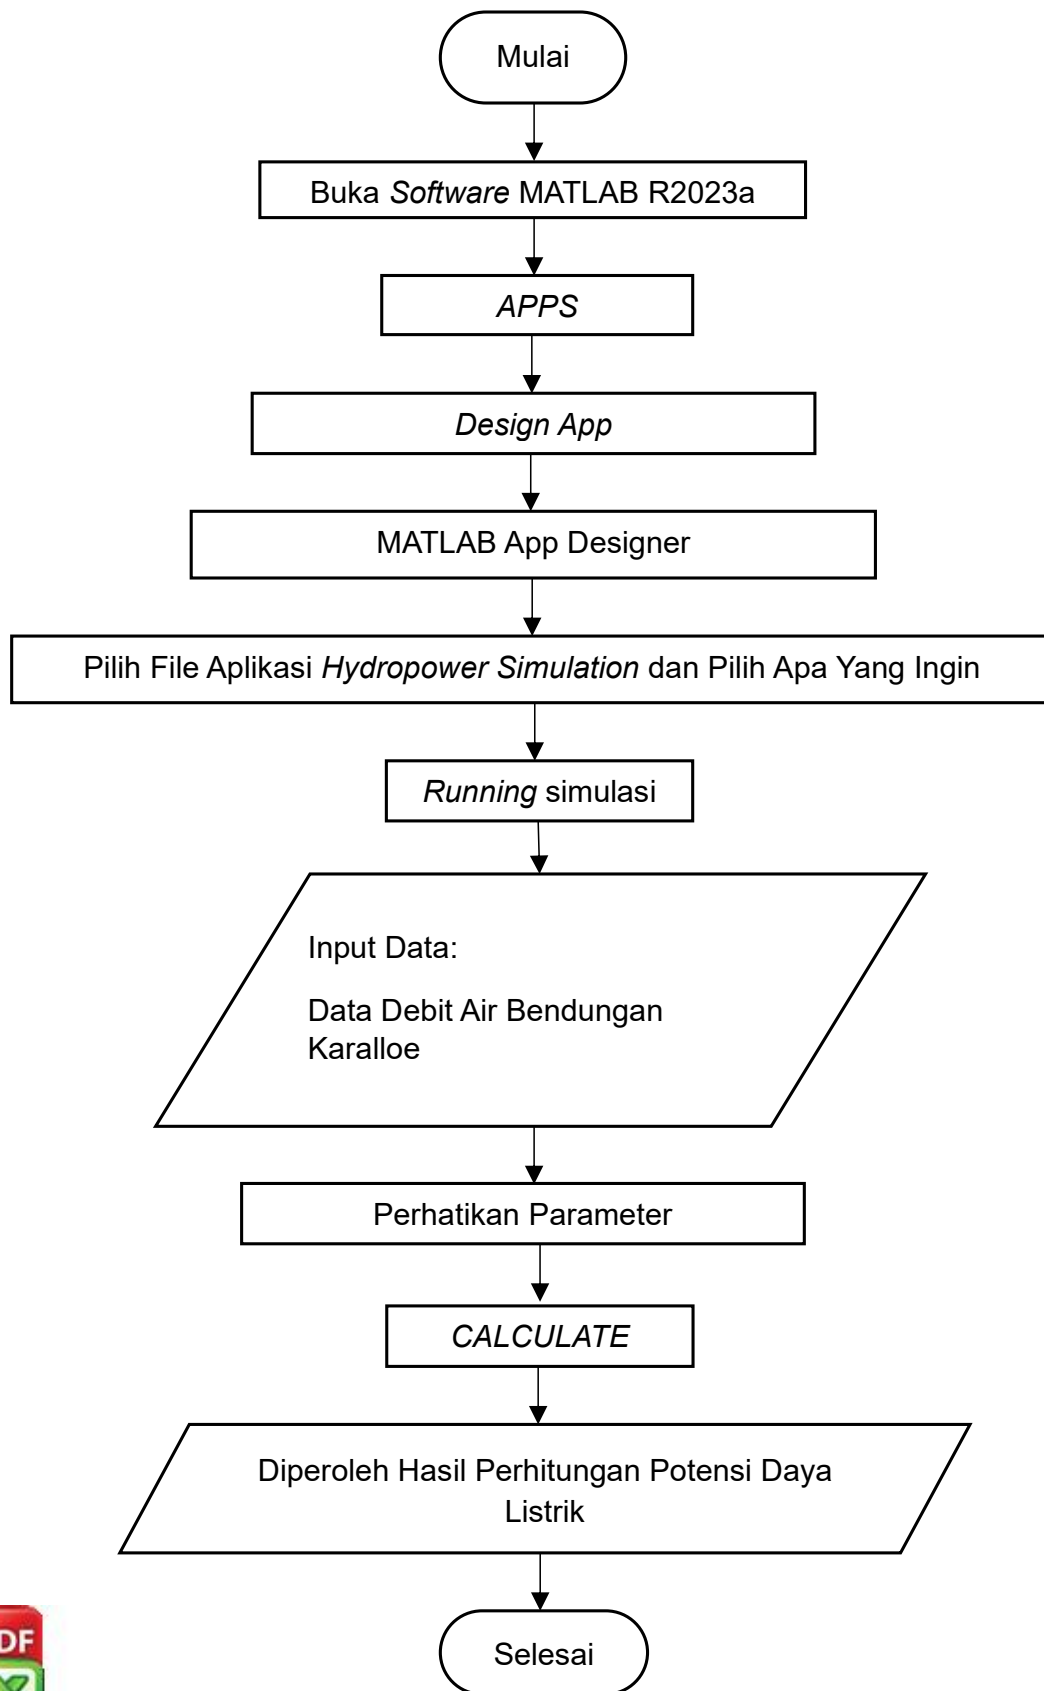 Mulai
Buka Software MATLAB R2023a
APPS
Design App
MATLAB App Designer
Pilih File Aplikasi Hydropower Simulation dan Pilih Apa Yang Ingin
Running simulasi
Input Data:
Data Debit Air Bendungan
Karalloe
Perhatikan Parameter
CALCULATE
Diperoleh Hasil Perhitungan Potensi Daya
Listrik
Selesai
DF